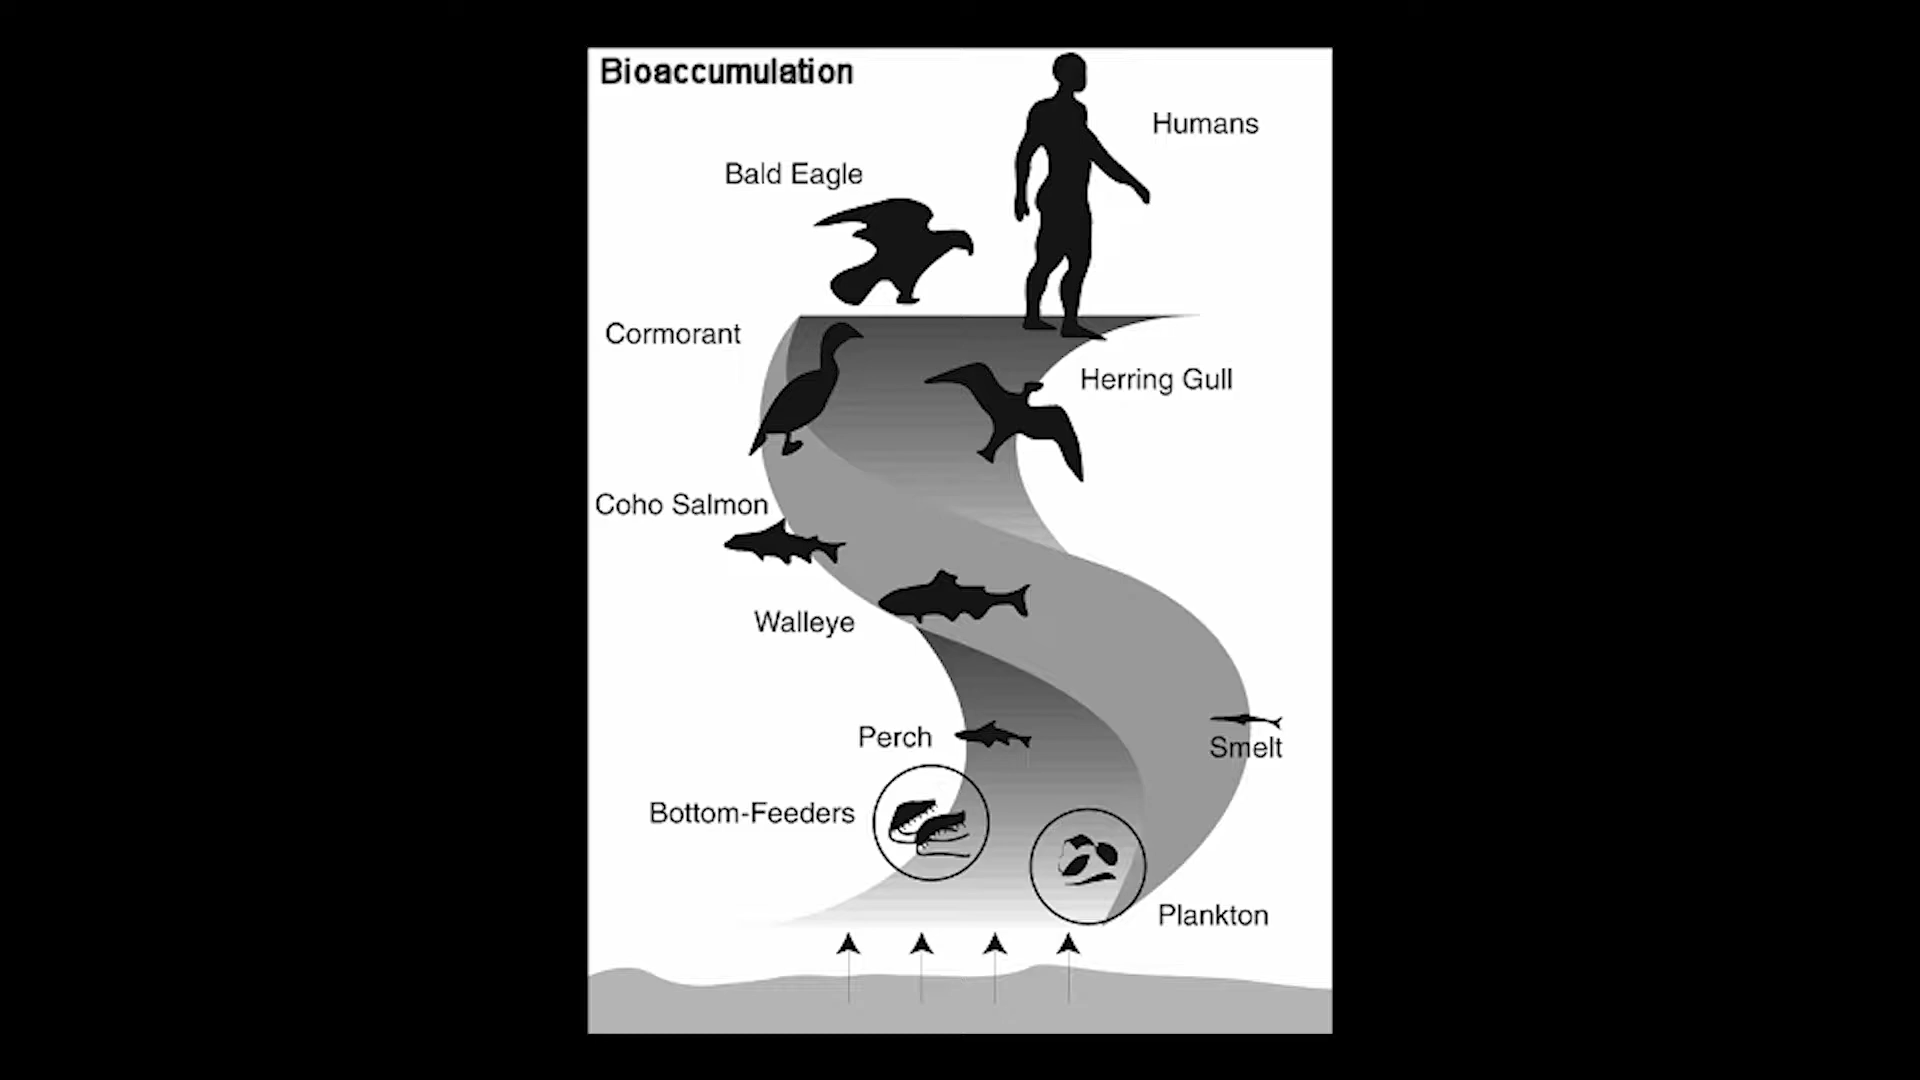 Bioaccumulation
Humans
Bald Eagle
Cormorant
Herring Gull
Coho Salmon
Walleye
Perch
Smelt
Bottom-Feeders
Plankton